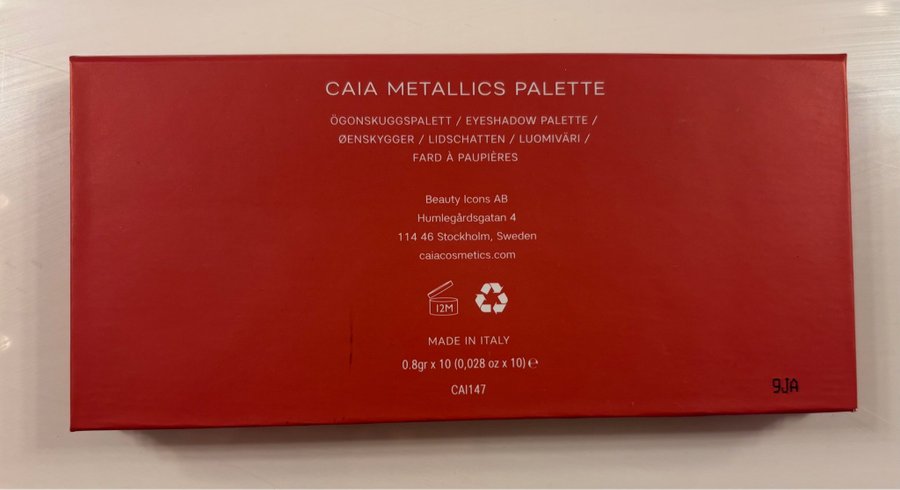 CAIA METALLICS PALETTE
ÖGONSKUGGSPALETT / EYESHADOW PALETTE /
ØENSKYGGER / LIDSCHATTEN / LUOMIVÄRI /
FARD À PAUPIÈRES
Beauty Icons AB
Humlegårdsgatan 4
114 46 Stockholm, Sweden
caiacosmetics.com
12M
MADE IN ITALY
0.8gr x 10 (0,028 oz x 10) ℮
CAI147
9JA